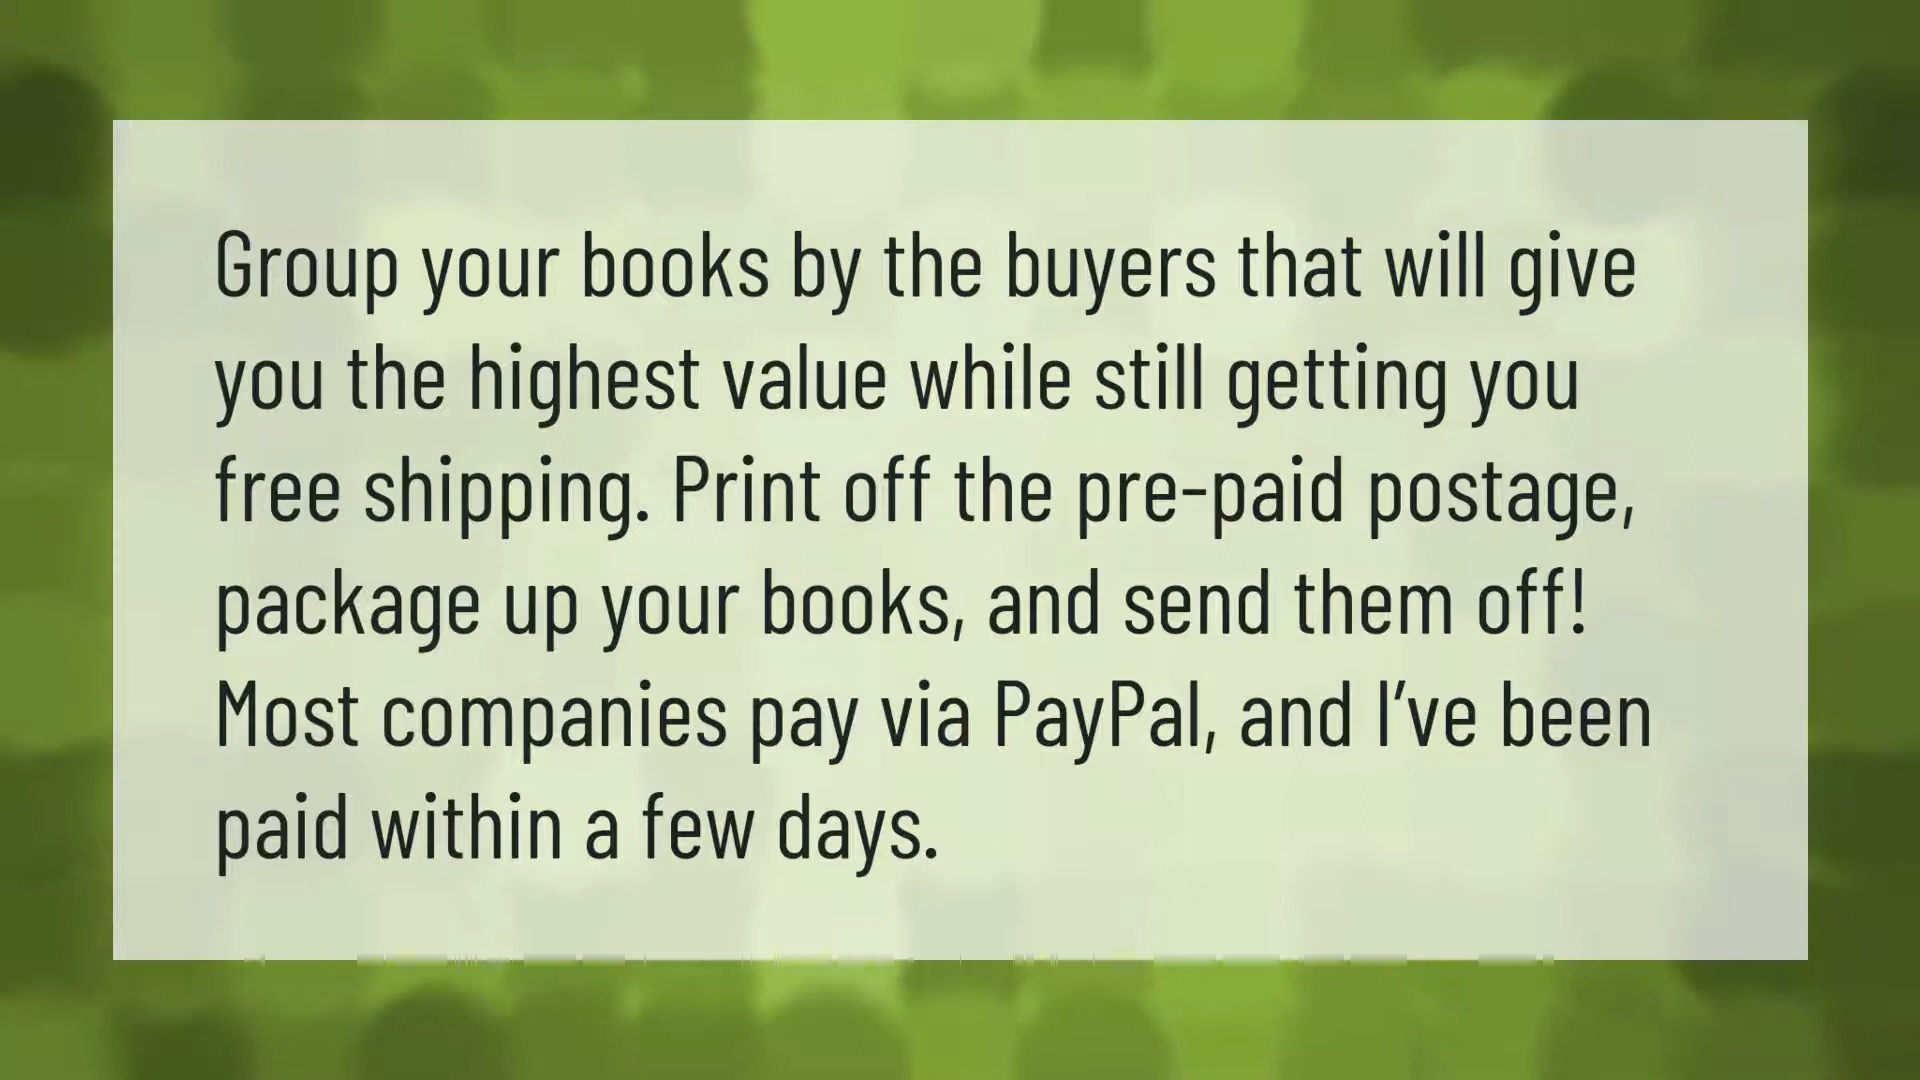 Group your books by the buyers that will give
you the highest value while still getting you
free shipping. Print off the pre-paid postage,
package up your books, and send them off!
Most companies pay via PayPal, and I’ve been
paid within a few days.